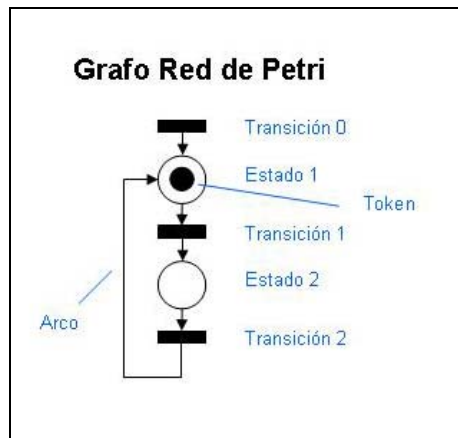 Grafo Red de Petri
Transición 0
Estado 1
Token
Transición 1
Estado 2
Arco
Transición 2